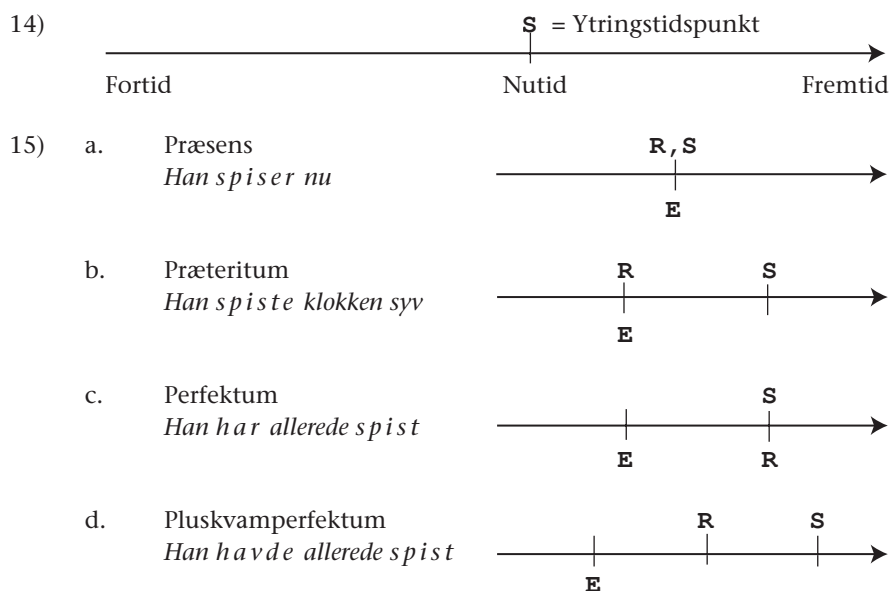 14) S = Ytringstidspunkt
Fortid Nutid Fremtid
15) a. Præsens R,S
Han spiser nu
E
b. Præteritum R S
Han spiste klokken syv
E
c. Perfektum S
Han har allerede spist
E R
d. Pluskvamperfektum R S
Han havde allerede spist
E